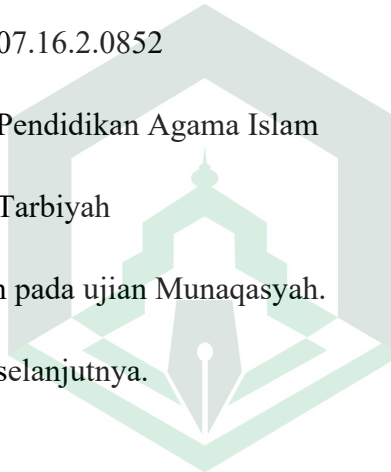 07.16.2.0852
Pendidikan Agama Islam
Tarbiyah
pada ujian Munaqasyah.
selanjutnya.